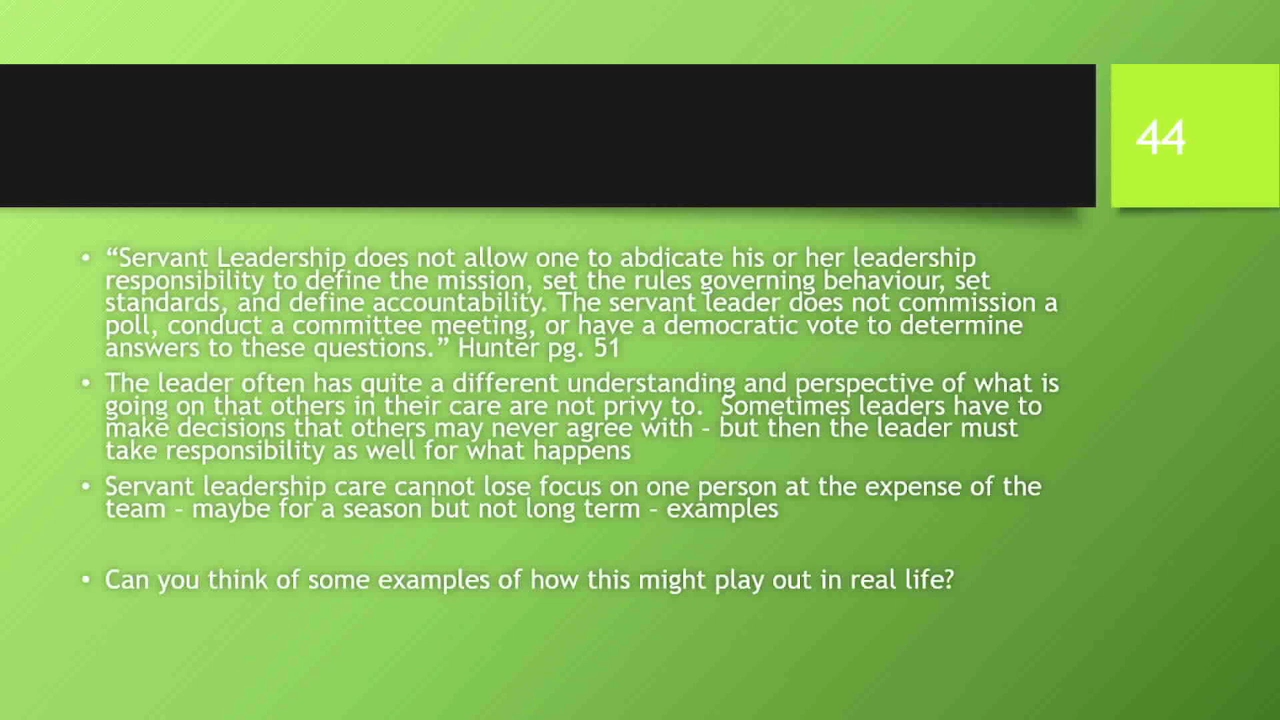 44
• “Servant Leadership does not allow one to abdicate his or her leadership
responsibility to define the mission, set the rules governing behaviour, set
standards, and define accountability. The servant leader does not commission a
poll, conduct a committee meeting, or have a democratic vote to determine
answers to these questions.” Hunter pg. 51
• The leader often has quite a different understanding and perspective of what is
going on that others in their care are not privy to.  Sometimes leaders have to
make decisions that others may never agree with – but then the leader must
take responsibility as well for what happens
• Servant leadership care cannot lose focus on one person at the expense of the
team – maybe for a season but not long term – examples
• Can you think of some examples of how this might play out in real life?